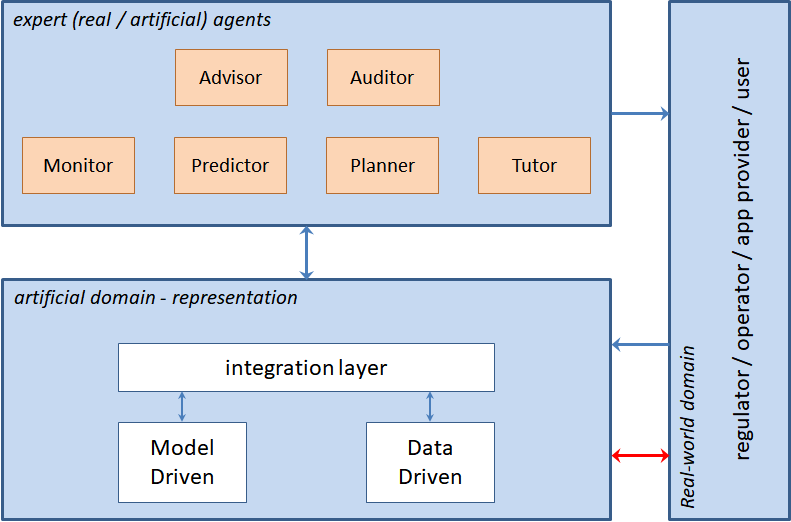 expert (real / artificial) agents
Advisor
Auditor
Monitor
Predictor
Planner
Tutor
artificial domain - representation
integration layer
Model
Driven
Data
Driven
Real-world domain
regulator / operator / app provider / user